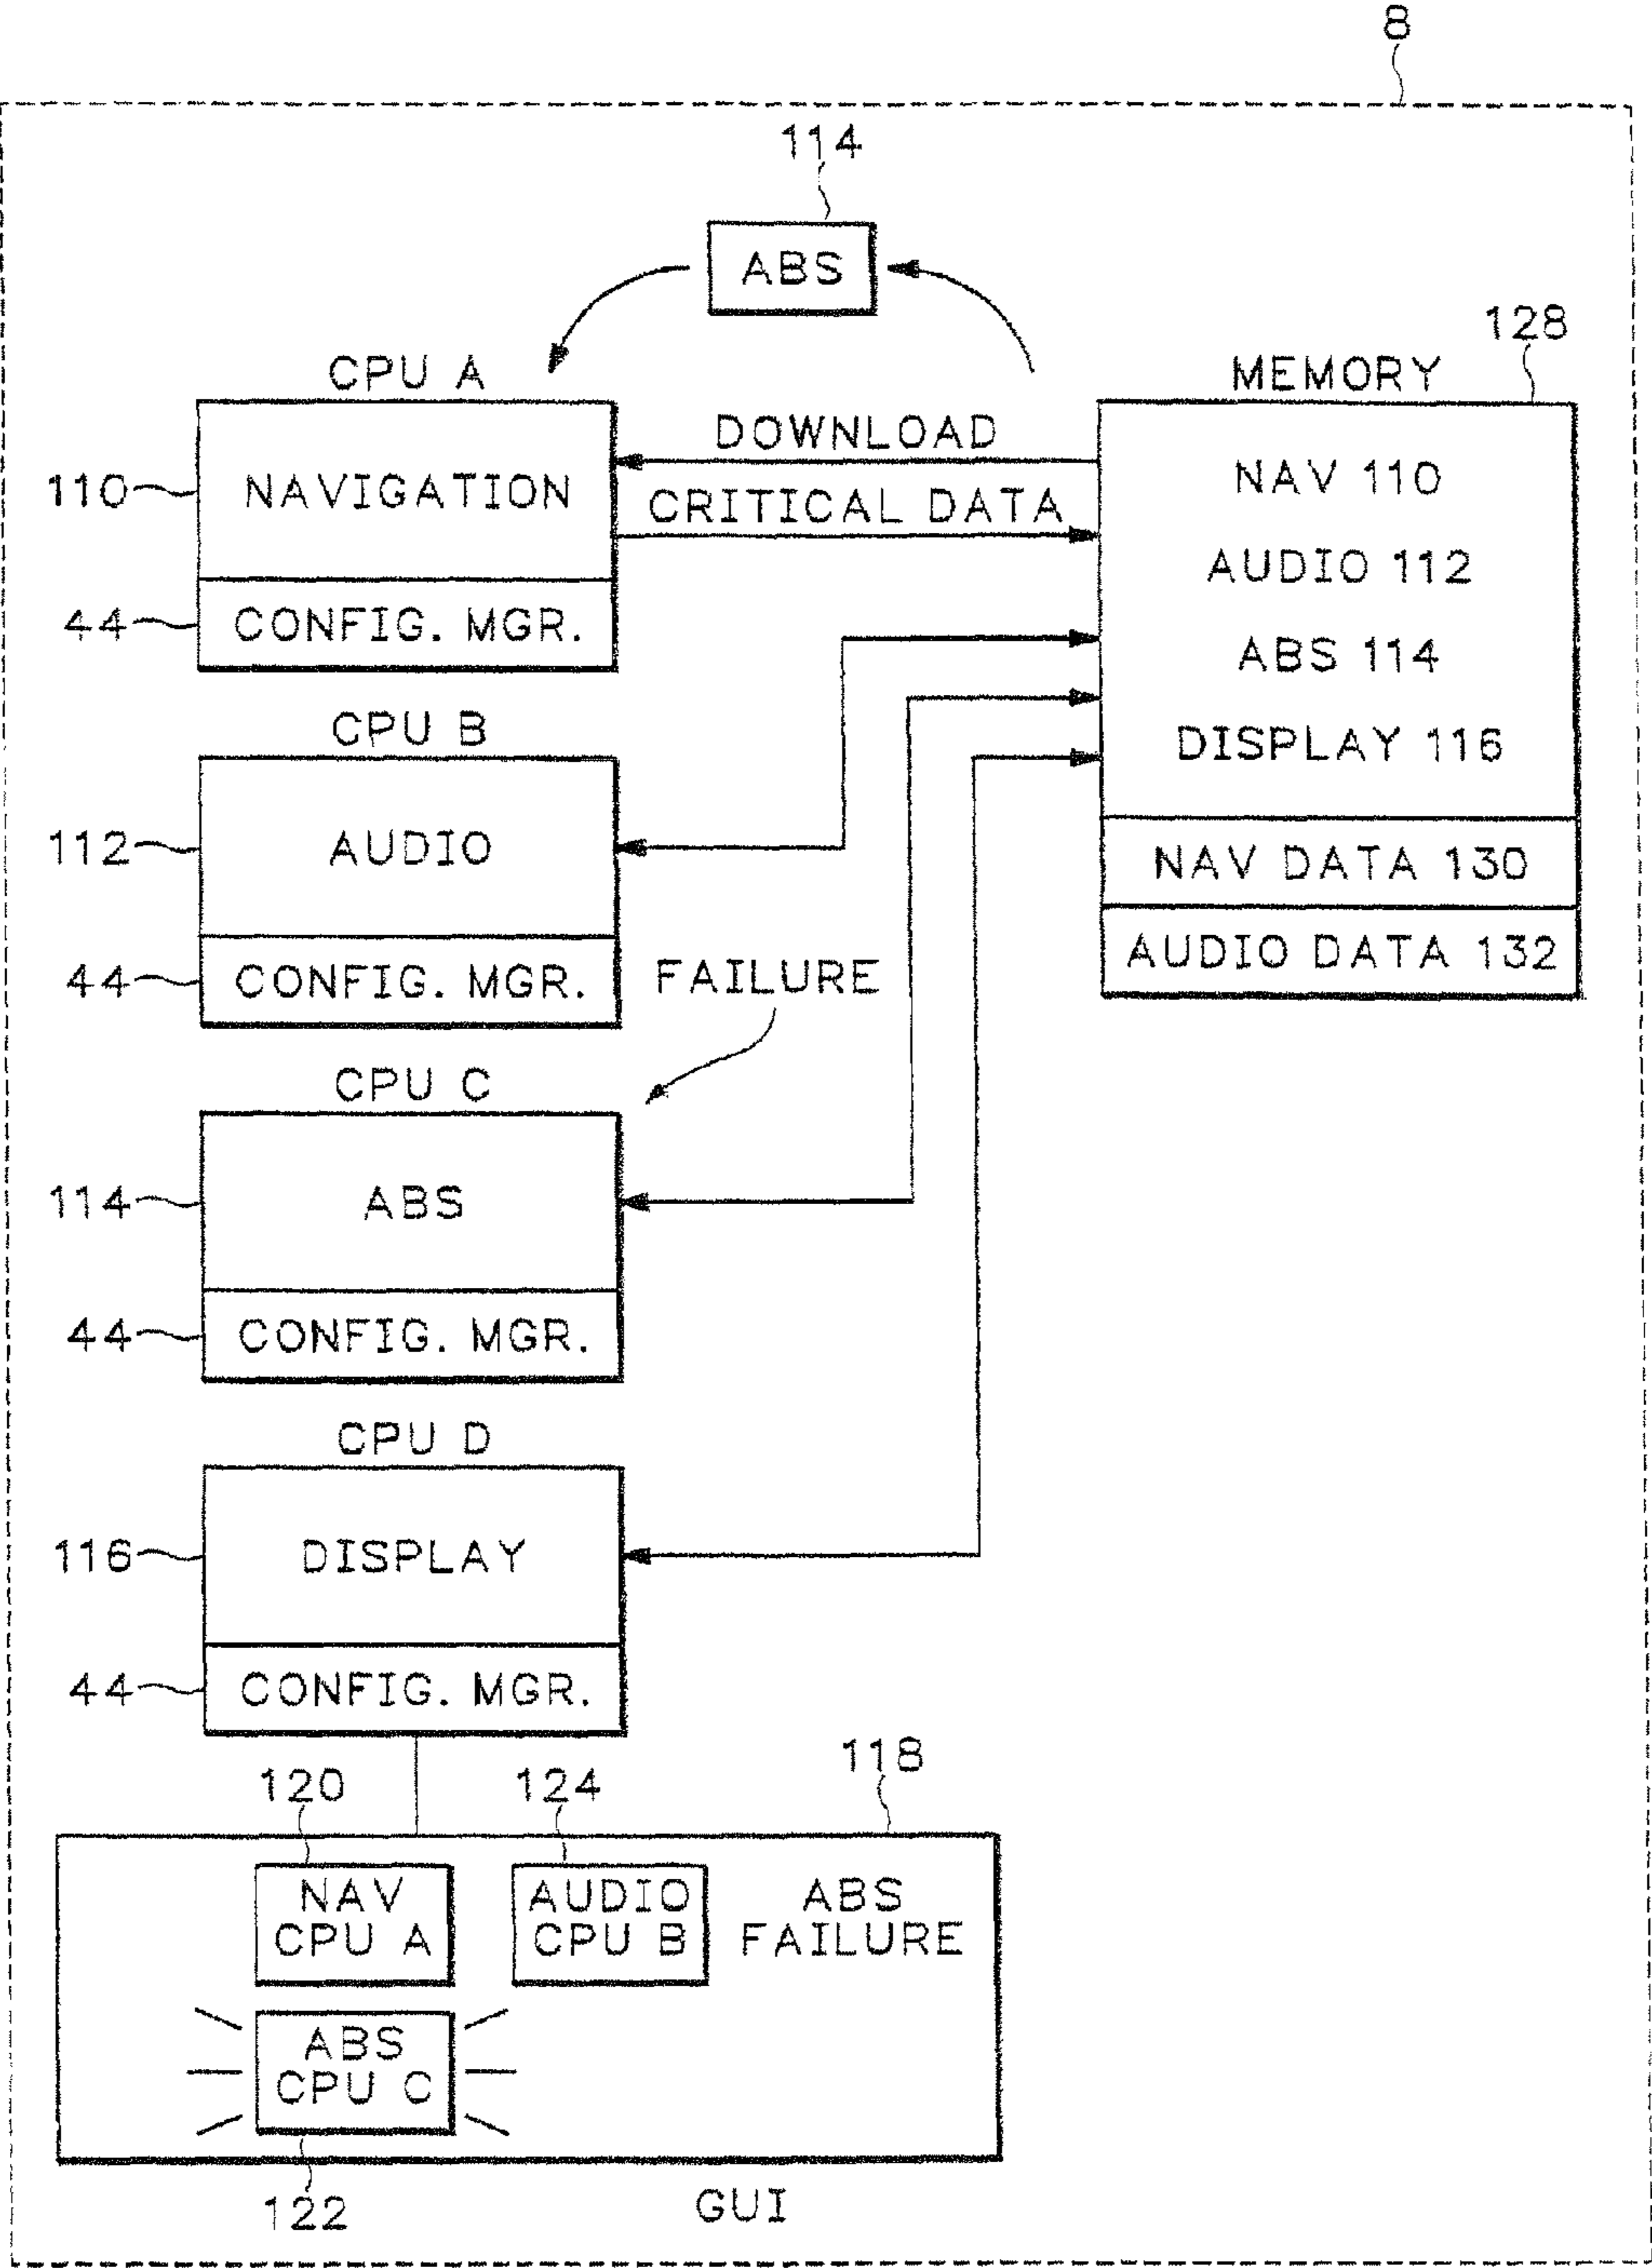 8
114
ABS
CPU A
MEMORY
128
DOWNLOAD
110
NAVIGATION
CRITICAL DATA
NAV 110
AUDIO 112
44
CONFIG. MGR.
ABS 114
CPU B
DISPLAY 116
112
AUDIO
NAV DATA 130
44
CONFIG. MGR.
FAILURE
AUDIO DATA 132
CPU C
114
ABS
44
CONFIG. MGR.
CPU D
116
DISPLAY
44
CONFIG. MGR.
120
124
118
NAV
CPU A
AUDIO
CPU B
ABS
FAILURE
ABS
CPU C
122
GUI